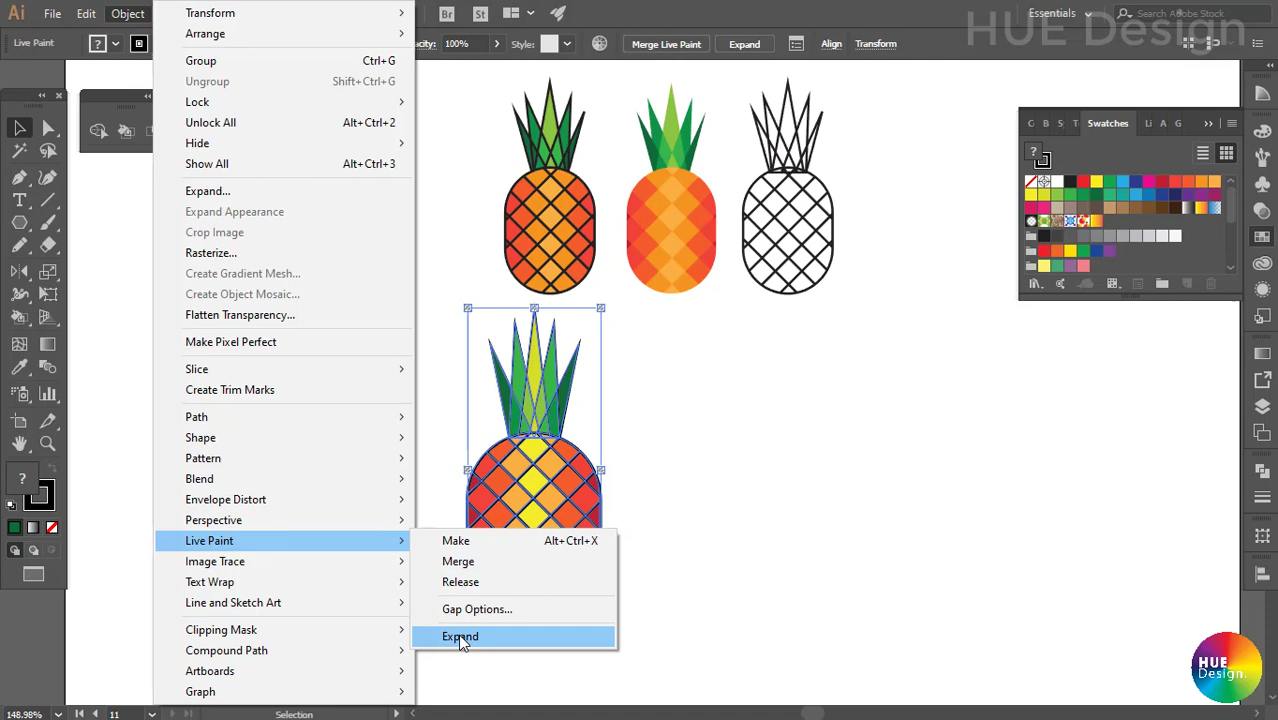 Ai File Edit Object Br St Essentials Search Adobe Stock
HUE Design
Live Paint ? acity: 100% Style: Merge Live Paint Expand Align Transform
Transform
Arrange
Group Ctrl+G
Ungroup Shift+Ctrl+G
Lock
Unlock All Alt+Ctrl+2
Hide
Show All Alt+Ctrl+3
Expand...
Expand Appearance
Crop Image
Rasterize...
Create Gradient Mesh...
Create Object Mosaic...
Flatten Transparency...
Make Pixel Perfect
Slice
Create Trim Marks
Path
Shape
Pattern
Blend
Envelope Distort
Perspective
Live Paint
Image Trace
Text Wrap
Line and Sketch Art
Clipping Mask
Compound Path
Artboards
Graph
Make Alt+Ctrl+X
Merge
Release
Gap Options...
Expand
C B S T Swatches Li A G
?
?
HUE
Design.
148.98% 11 Selection